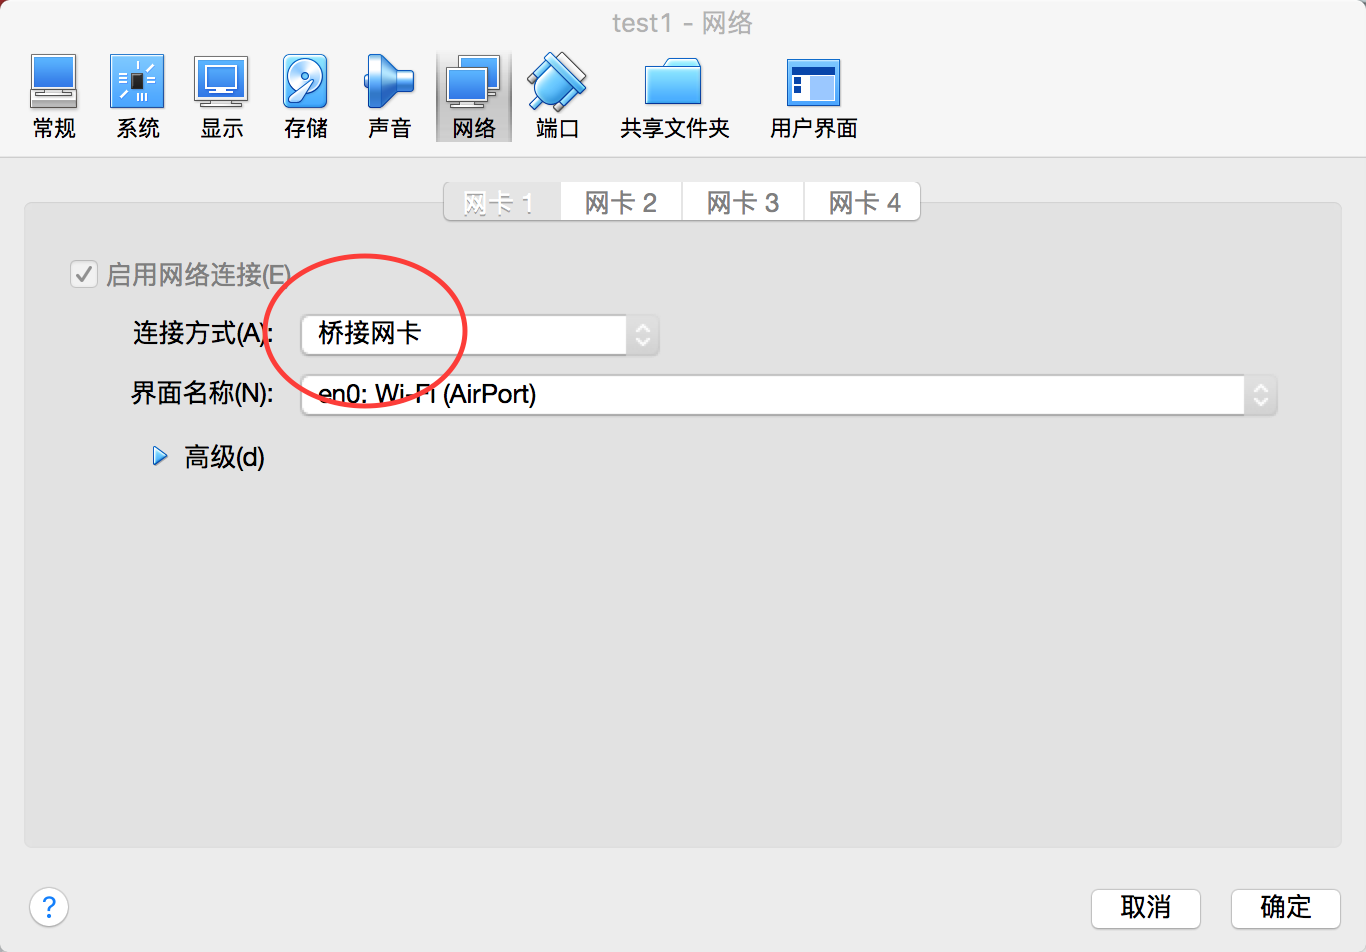 test1 - 网络
常规 系统 显示 存储 声音 网络 端口 共享文件夹 用户界面
网卡 1 网卡 2 网卡 3 网卡 4
启用网络连接(E)
连接方式(A): 桥接网卡
界面名称(N): en0: Wi-Fi (AirPort)
高级(d)
? 取消 确定